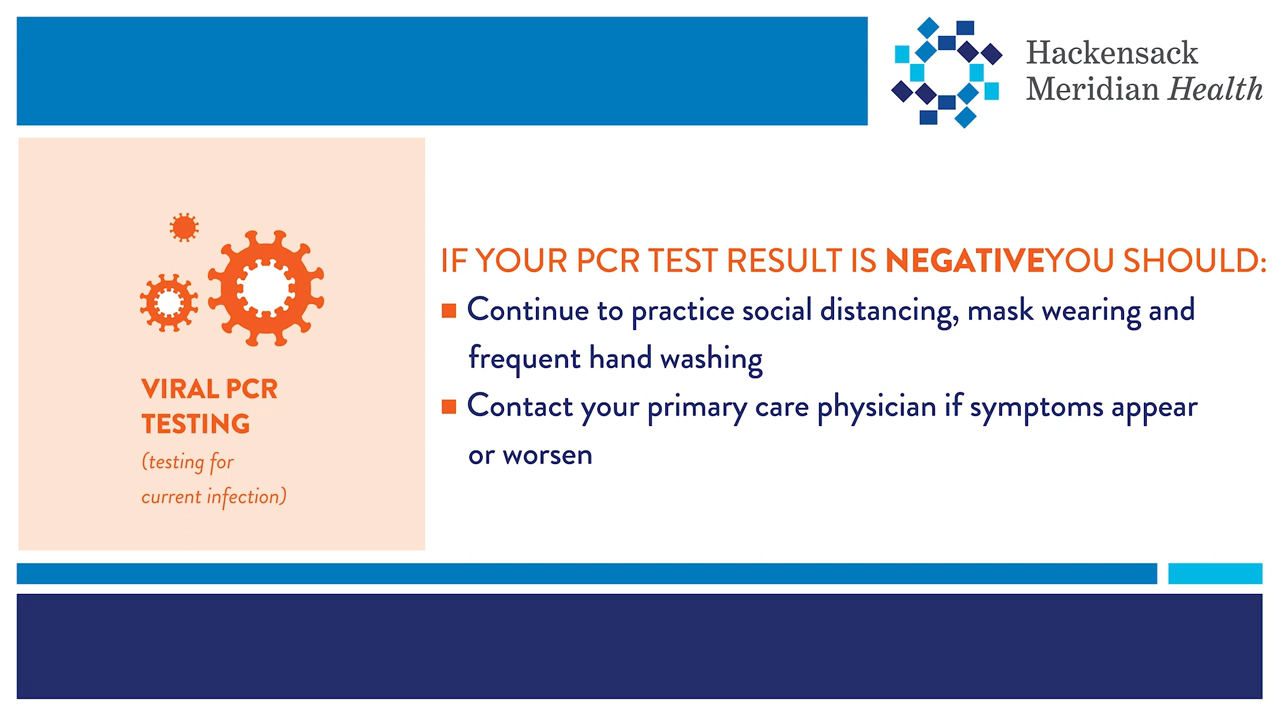 Hackensack
Meridian Health
VIRAL PCR
TESTING
(testing for
current infection)
IF YOUR PCR TEST RESULT IS NEGATIVEYOU SHOULD:
Continue to practice social distancing, mask wearing and
frequent hand washing
Contact your primary care physician if symptoms appear
or worsen